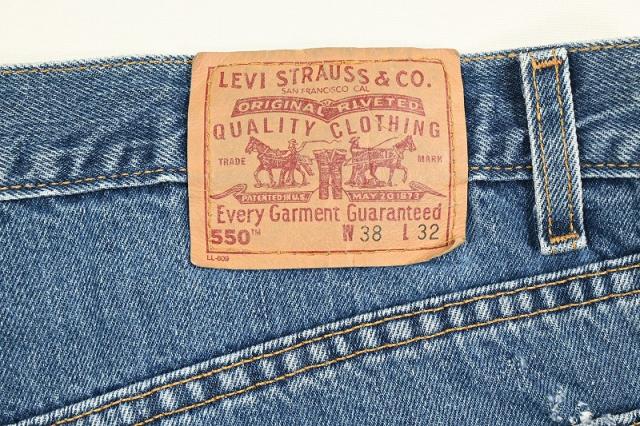 LEVI STRAUSS & CO.
SAN FRANCISCO CAL
ORIGINAL RIVETED
QUALITY CLOTHING
TRADE MARK
PATENTED IN U.S. MAY 20 1873
Every Garment Guaranteed
550™ W 38 L 32
LL-609